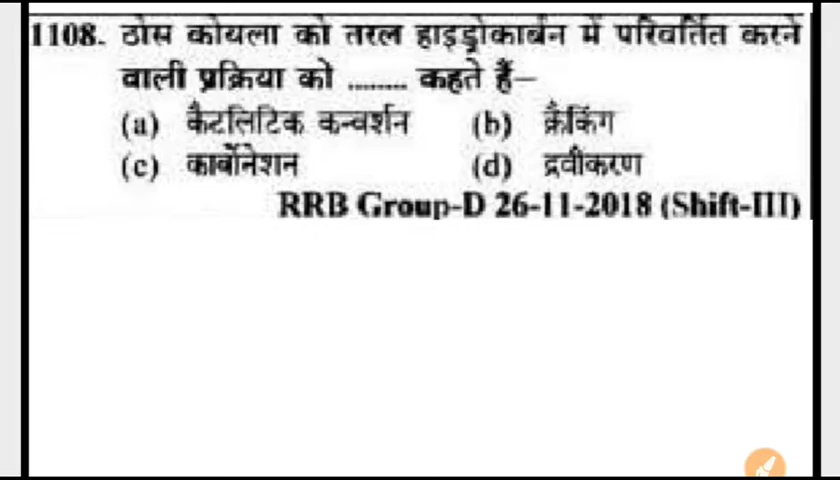 1108. ठोस कोयला को तरल हाइड्रोकार्बन में परिवर्तित करने
वाली प्रक्रिया को ........ कहते हैं–
(a) कैटलिटिक कन्वर्शन (b) क्रैकिंग
(c) कार्बोनेशन (d) द्रवीकरण
RRB Group-D 26-11-2018 (Shift-III)